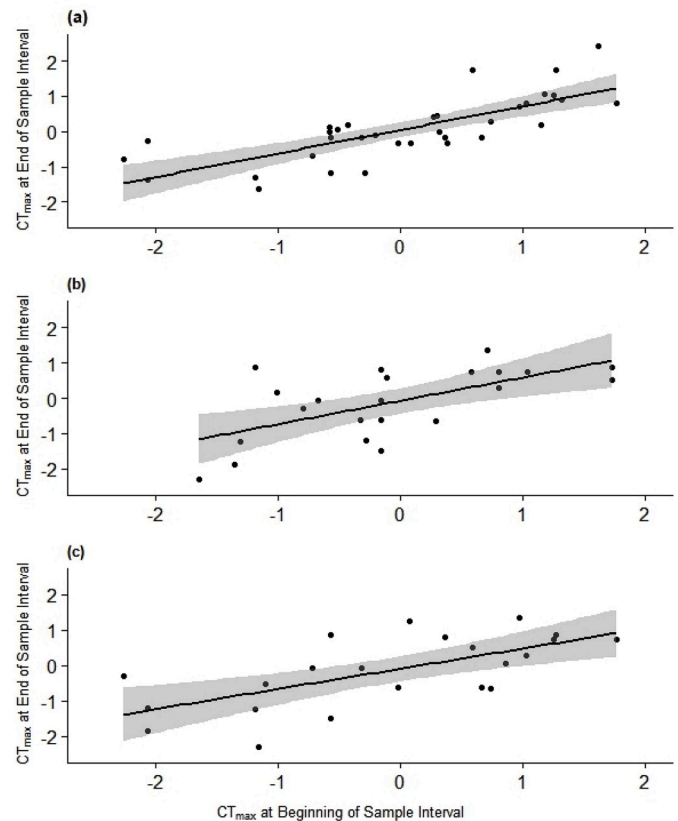 (a)
CTmax at End of Sample Interval
2
1
0
-1
-2
-2 -1 0 1 2
(b)
CTmax at End of Sample Interval
2
1
0
-1
-2
-2 -1 0 1 2
(c)
CTmax at End of Sample Interval
2
1
0
-1
-2
-2 -1 0 1 2
CTmax at Beginning of Sample Interval